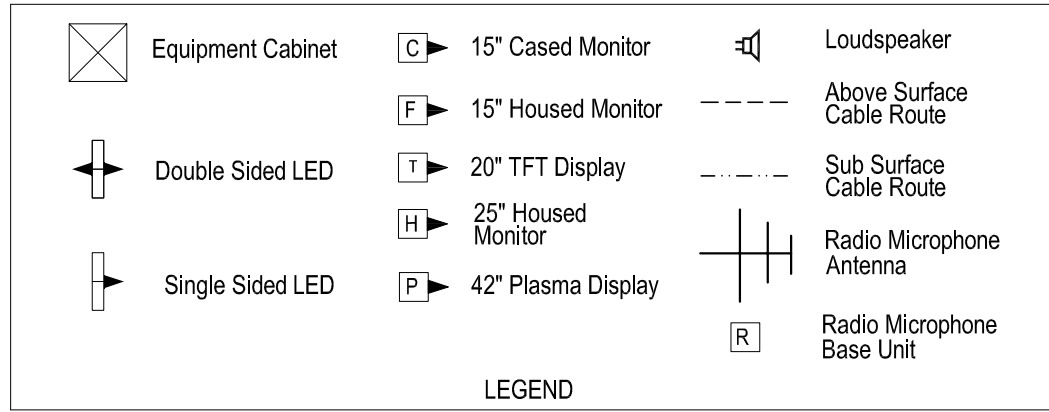 Equipment Cabinet
Double Sided LED
Single Sided LED
C 15" Cased Monitor
F 15" Housed Monitor
T 20" TFT Display
H 25" Housed
Monitor
P 42" Plasma Display
Loudspeaker
Above Surface
Cable Route
Sub Surface
Cable Route
Radio Microphone
Antenna
R Radio Microphone
Base Unit
LEGEND